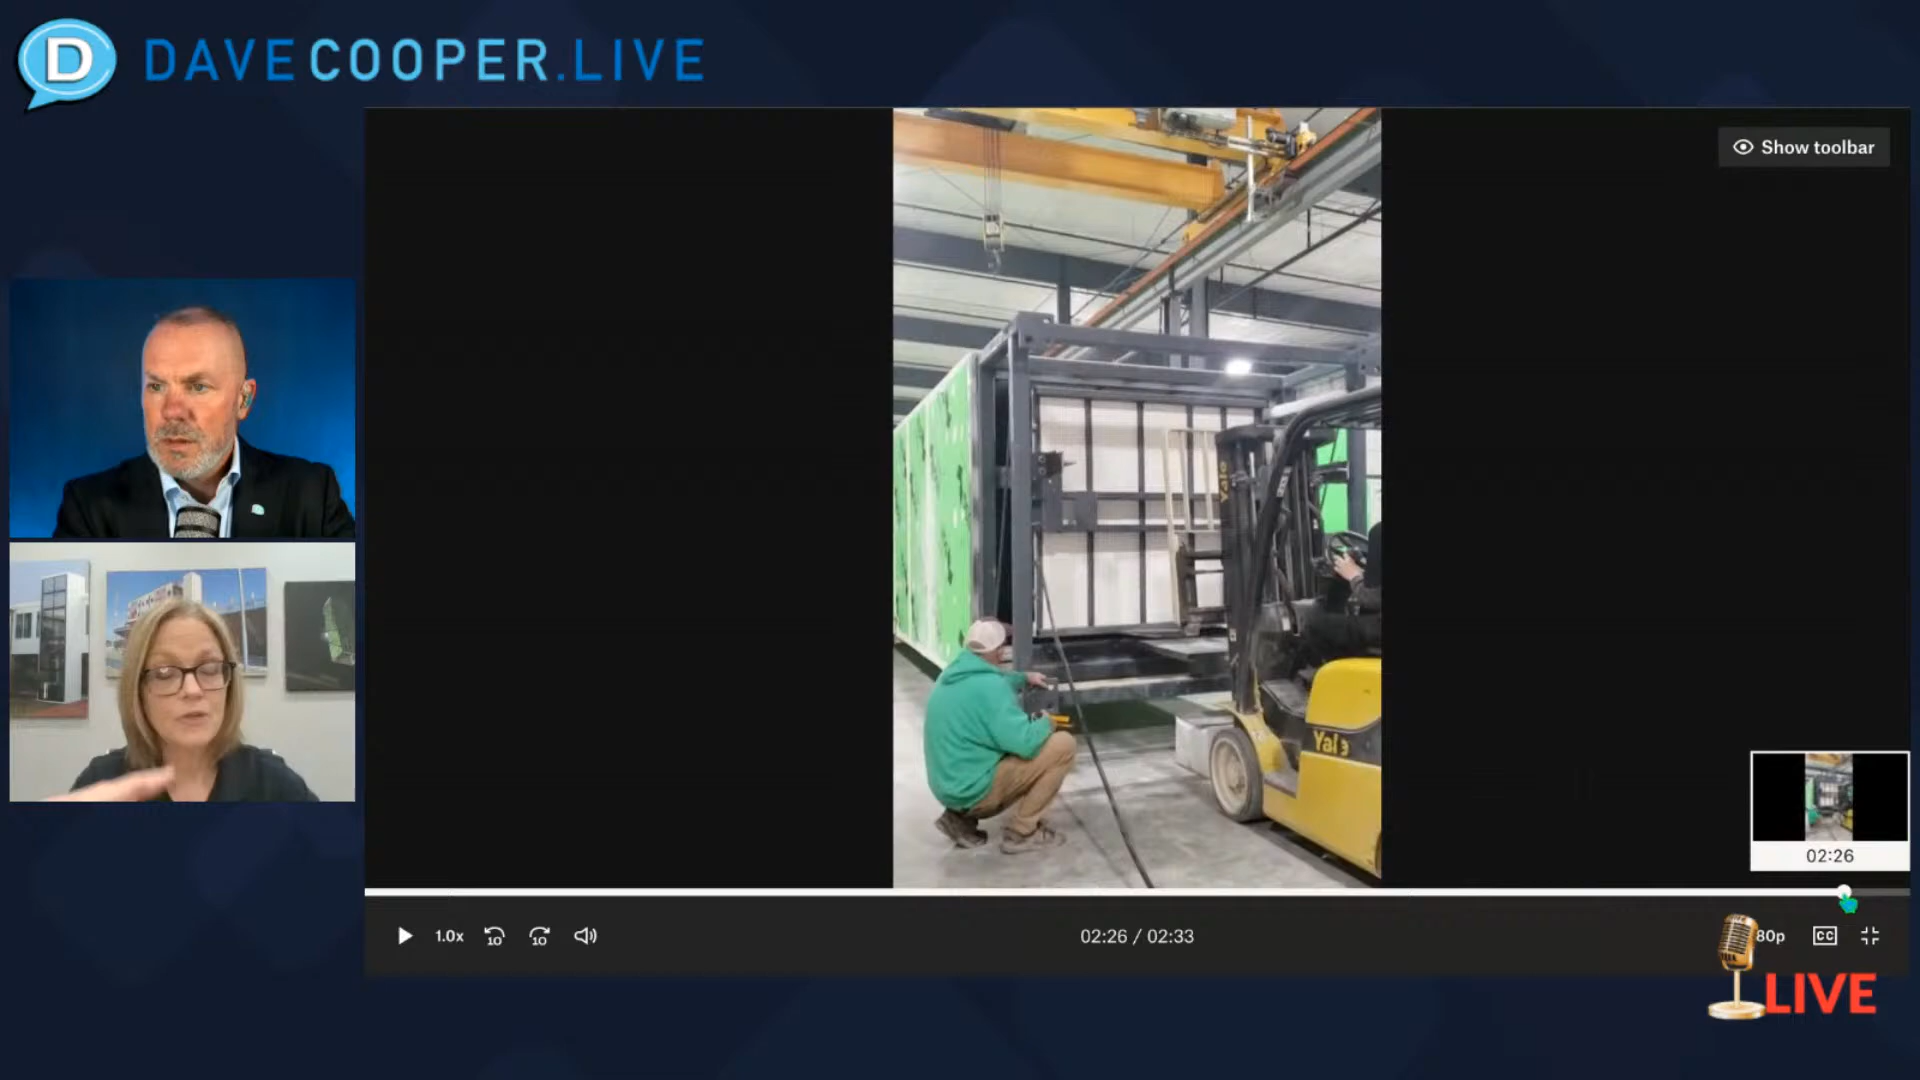 D DAVECOOPER.LIVE
Show toolbar
Yale
Yale
02:26
1.0x 10 10 02:26 / 02:33 80p CC
LIVE